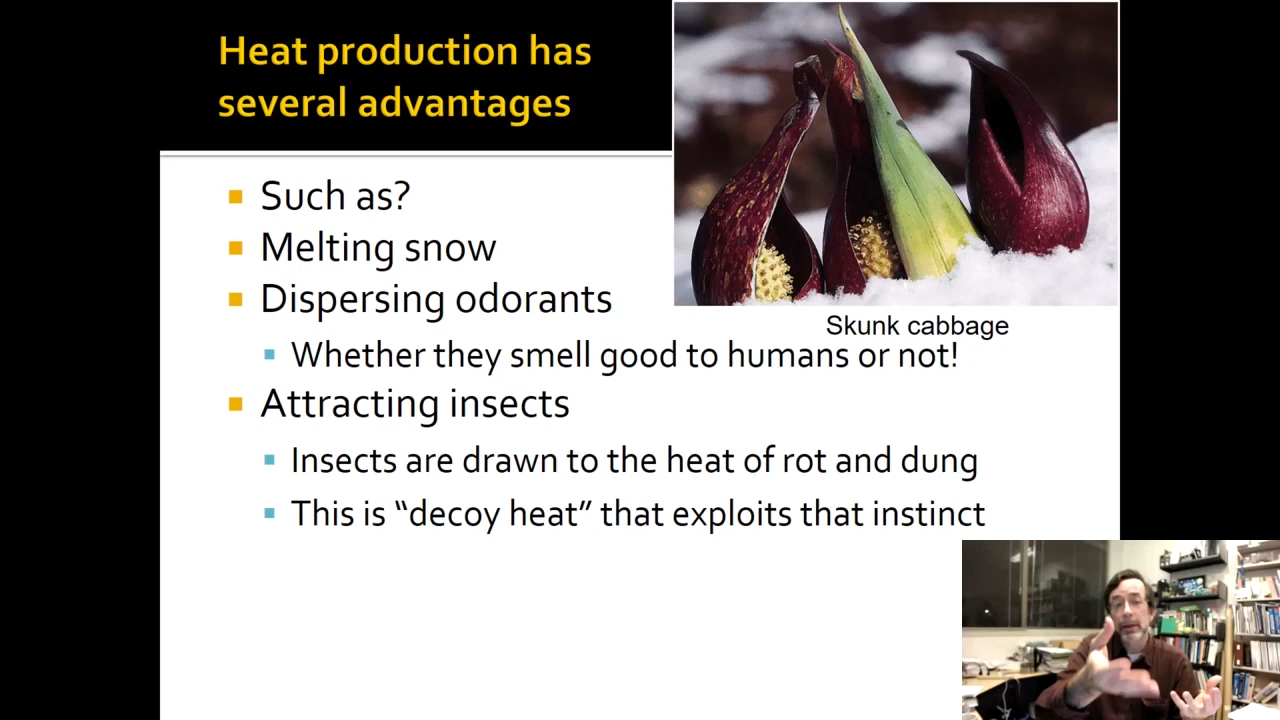 Heat production has
several advantages
Such as?
Melting snow
Dispersing odorants
Skunk cabbage
Whether they smell good to humans or not!
Attracting insects
Insects are drawn to the heat of rot and dung
This is “decoy heat” that exploits that instinct